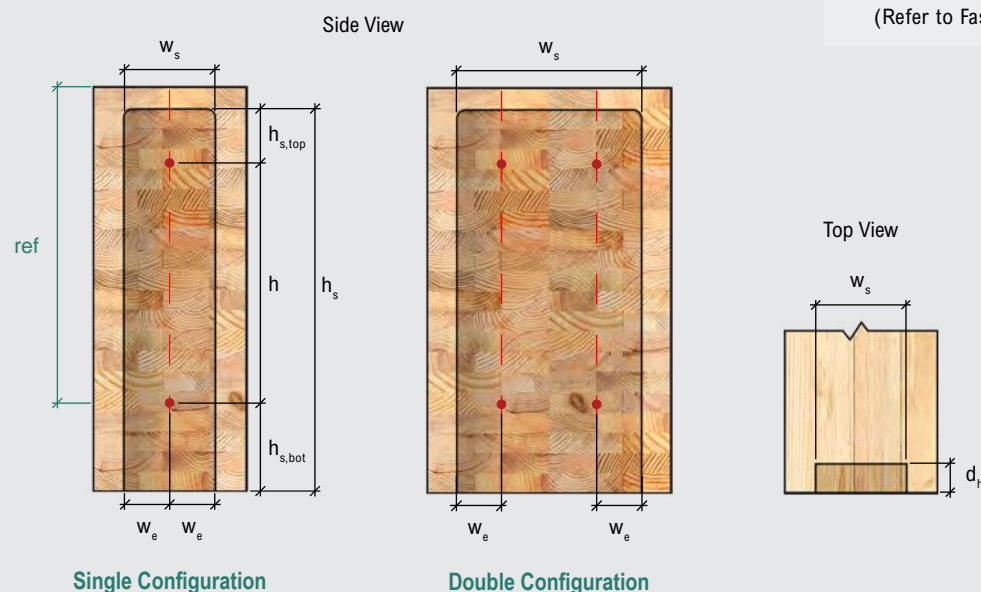 Side View
(Refer to Fas
w_s
w_s
h_s,top
ref
h
h_s
Top View
w_s
h_s,bot
d_h
w_e w_e
w_e
w_e
Single Configuration
Double Configuration